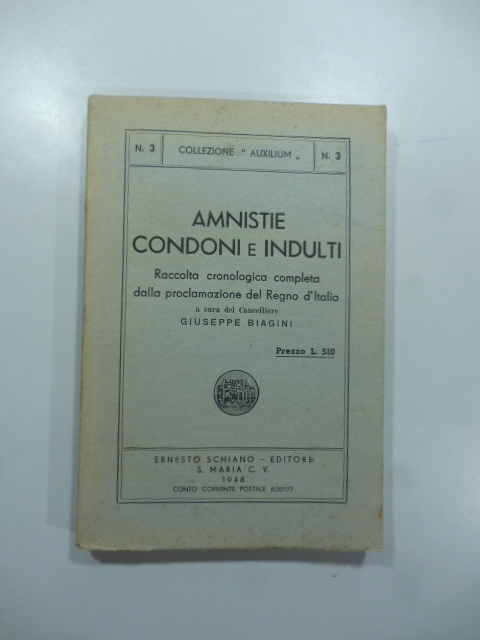 N. 3 COLLEZIONE " AUXILIUM „ N. 3
AMNISTIE
CONDONI E INDULTI
Raccolta cronologica completa
dalla proclamazione del Regno d'Italia
a cura del Cancelliere
GIUSEPPE BIAGINI
Prezzo L. 510
ERNESTO SCHIANO - EDITORE
S. MARIA C. V.
1948
CONTO CORRENTE POSTALE 6/20177